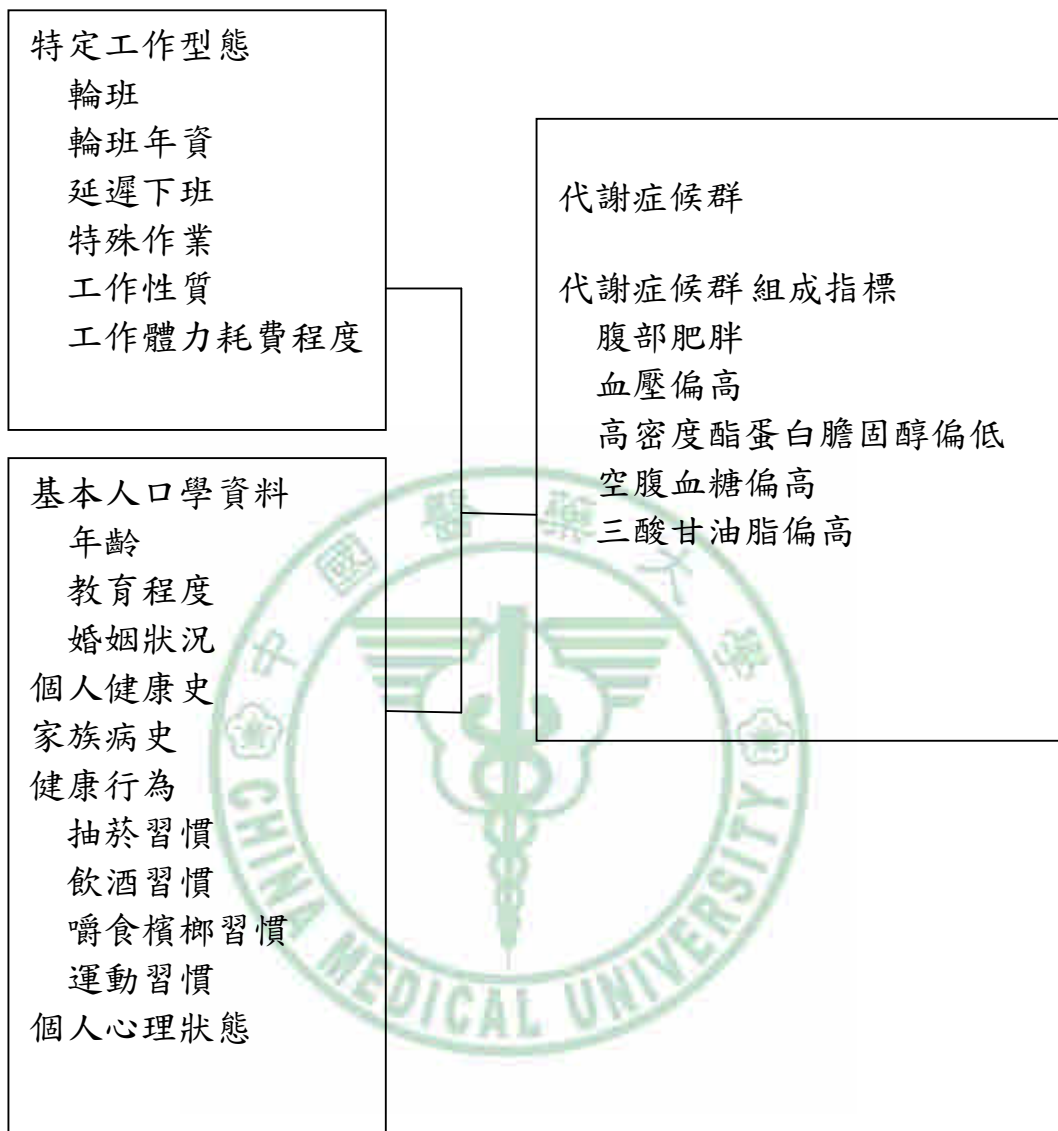 特定工作型態
輪班
輪班年資
延遲下班
特殊作業
工作性質
工作體力耗費程度
基本人口學資料
年齡
教育程度
婚姻狀況
個人健康史
家族病史
健康行為
抽菸習慣
飲酒習慣
嚼食檳榔習慣
運動習慣
個人心理狀態
代謝症候群
代謝症候群組成指標
腹部肥胖
血壓偏高
高密度酯蛋白膽固醇偏低
空腹血糖偏高
三酸甘油脂偏高
中國醫藥大學
CHINA MEDICAL UNIVERSITY